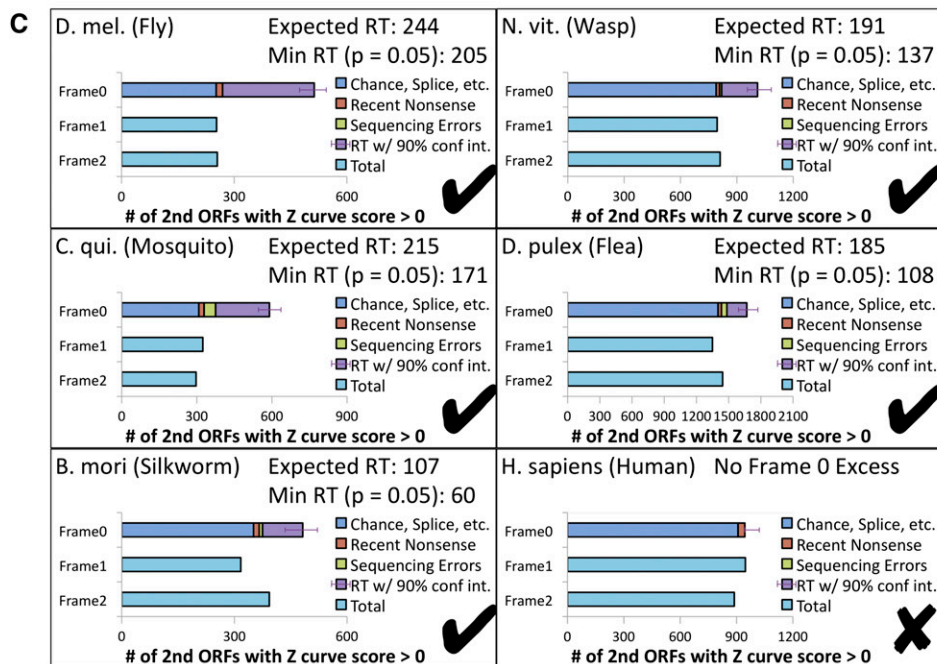 C
D. mel. (Fly) Expected RT: 244
Min RT (p = 0.05): 205
Chance, Splice, etc.
Recent Nonsense
Sequencing Errors
RT w/ 90% conf int.
Total
Frame0
Frame1
Frame2
0 300 600
# of 2nd ORFs with Z curve score > 0
N. vit. (Wasp) Expected RT: 191
Min RT (p = 0.05): 137
Chance, Splice, etc.
Recent Nonsense
Sequencing Errors
RT w/ 90% conf int.
Total
Frame0
Frame1
Frame2
0 300 600 900 1200
# of 2nd ORFs with Z curve score > 0
C. qui. (Mosquito) Expected RT: 215
Min RT (p = 0.05): 171
Chance, Splice, etc.
Recent Nonsense
Sequencing Errors
RT w/ 90% conf int.
Total
Frame0
Frame1
Frame2
0 300 600 900
# of 2nd ORFs with Z curve score > 0
D. pulex (Flea) Expected RT: 185
Min RT (p = 0.05): 108
Chance, Splice, etc.
Recent Nonsense
Sequencing Errors
RT w/ 90% conf int.
Total
Frame0
Frame1
Frame2
0 300 600 900 1200 1500 1800 2100
# of 2nd ORFs with Z curve score > 0
B. mori (Silkworm) Expected RT: 107
Min RT (p = 0.05): 60
Chance, Splice, etc.
Recent Nonsense
Sequencing Errors
RT w/ 90% conf int.
Total
Frame0
Frame1
Frame2
0 300 600
# of 2nd ORFs with Z curve score > 0
H. sapiens (Human) No Frame 0 Excess
Chance, Splice, etc.
Recent Nonsense
Sequencing Errors
RT w/ 90% conf int.
Total
Frame0
Frame1
Frame2
0 300 600 900 1200
# of 2nd ORFs with Z curve score > 0